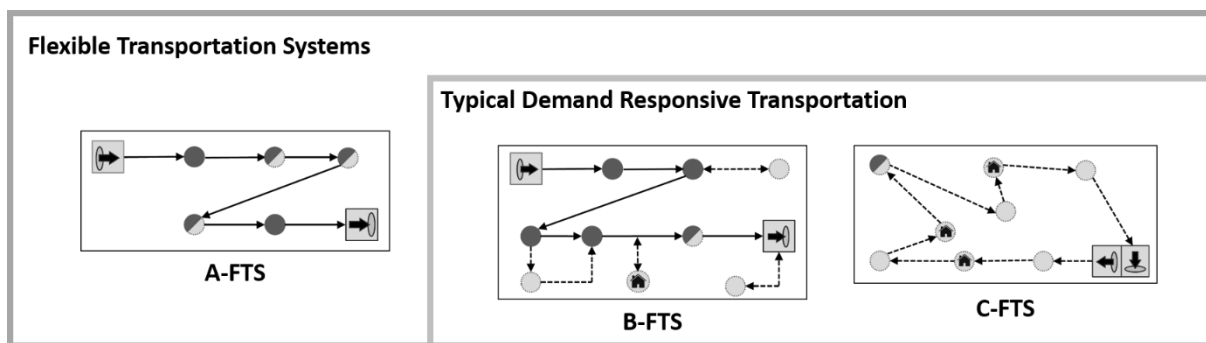 Flexible Transportation Systems
Typical Demand Responsive Transportation
A-FTS
B-FTS
C-FTS